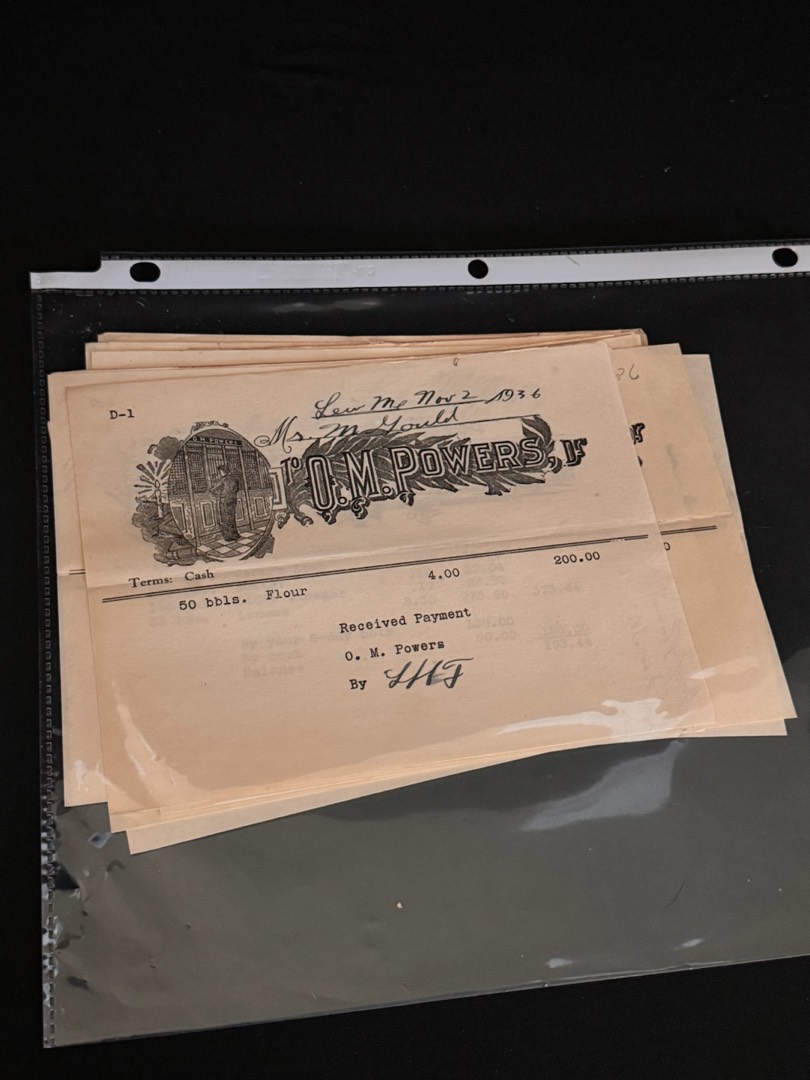 D-1
Lew Me Nov 2 1936
M M Gould
O. M. POWERS
TO O.M. POWERS, Dr
Terms: Cash
50 bbls. Flour 4.00 200.00
Received Payment
O. M. Powers
By